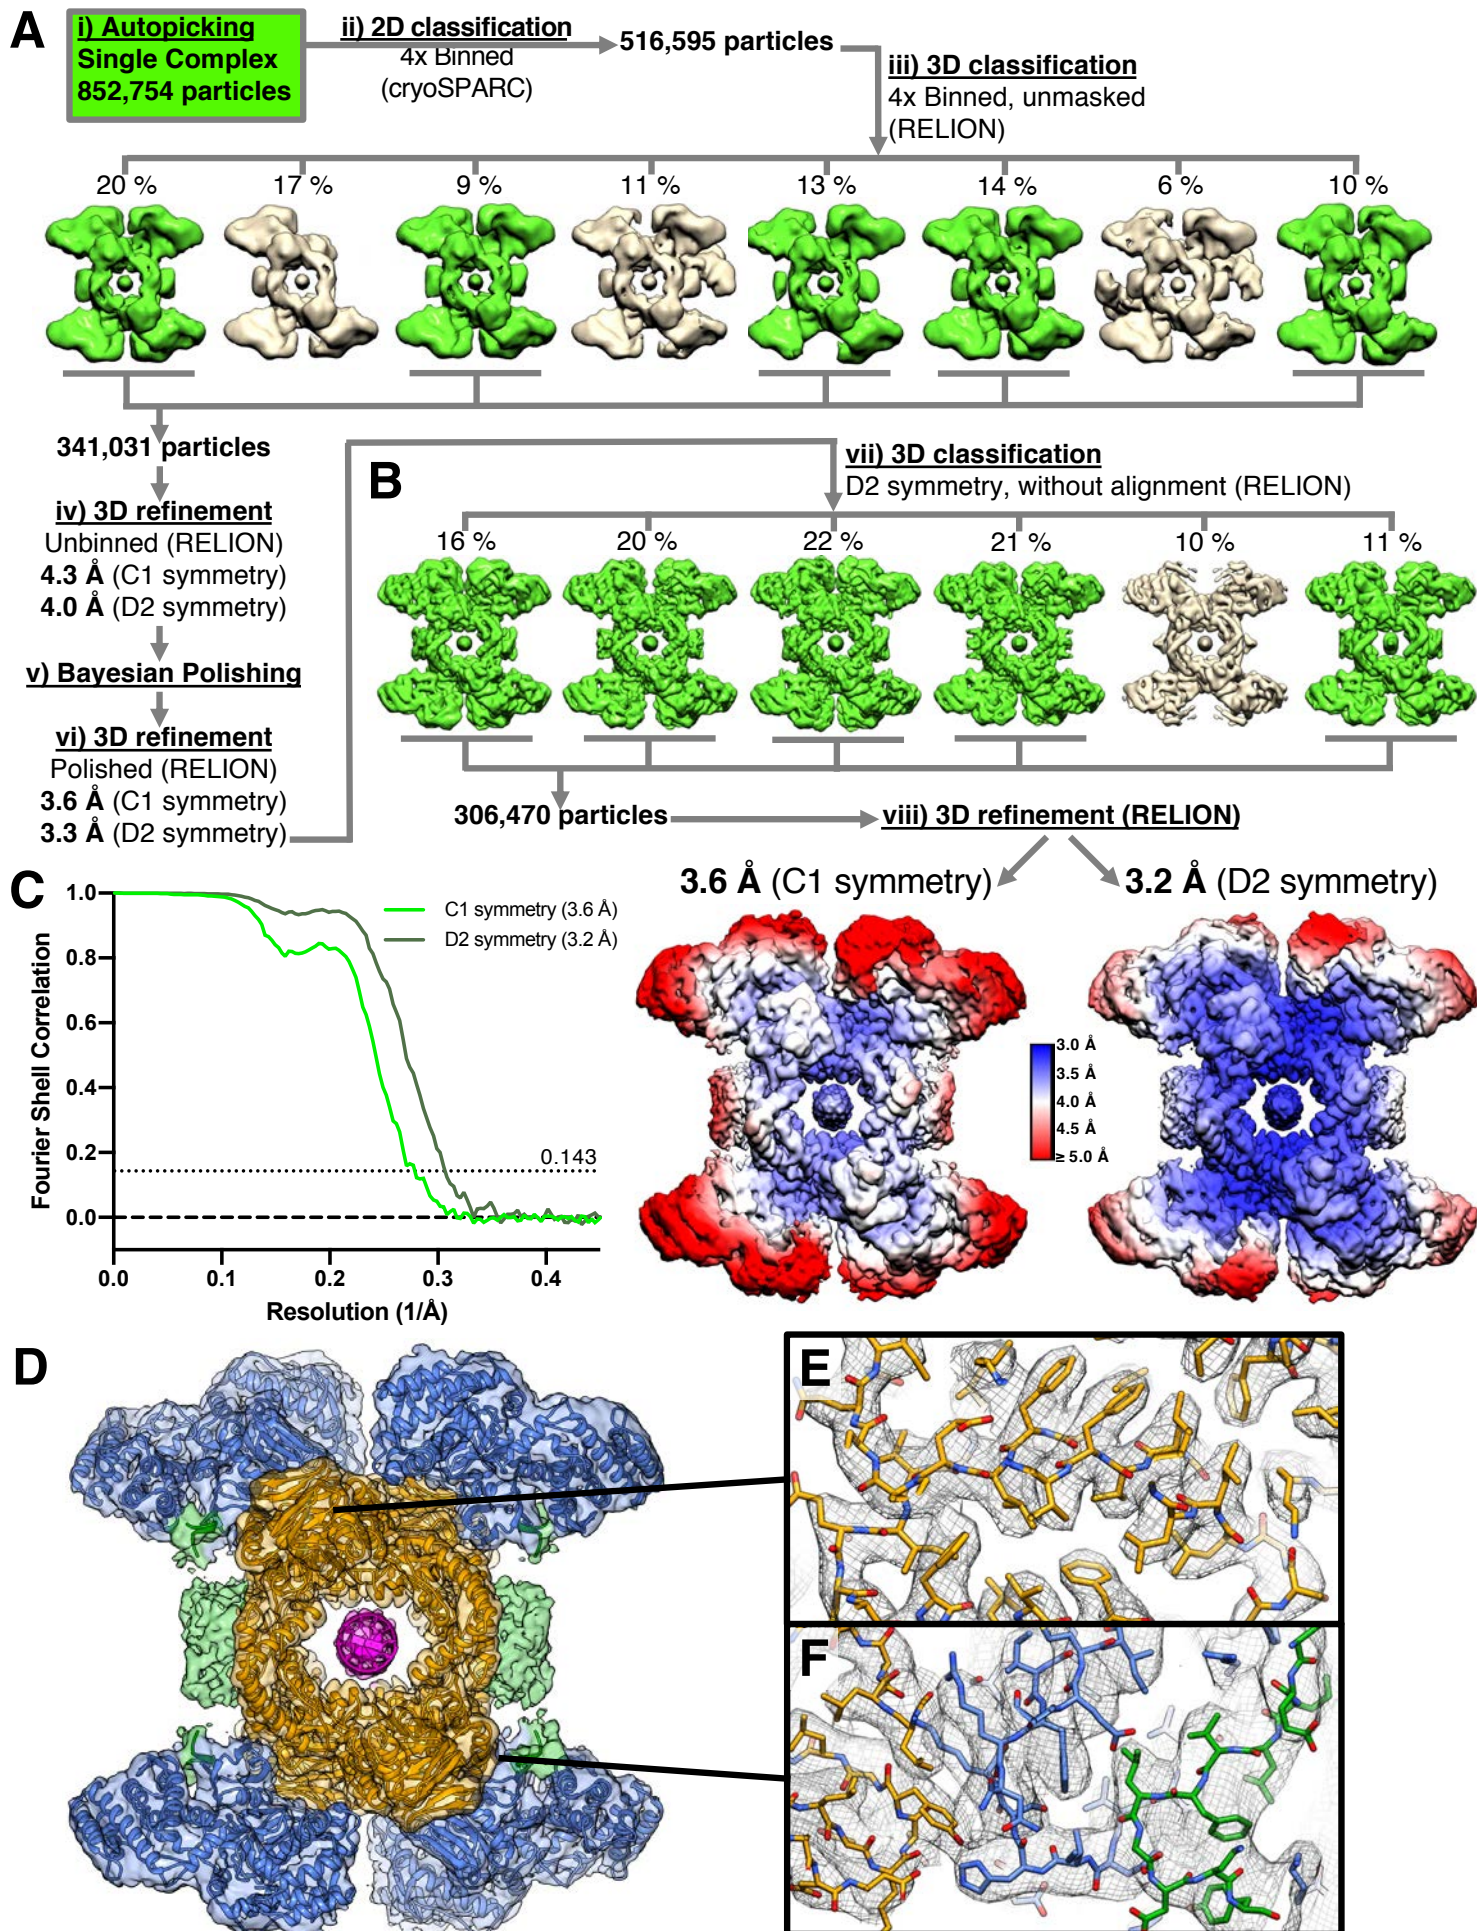 A
i) Autopicking
Single Complex
852,754 particles
ii) 2D classification
4x Binned
(cryoSPARC)
516,595 particles
iii) 3D classification
4x Binned, unmasked
(RELION)
20 %
17 %
9 %
11 %
13 %
14 %
6 %
10 %
341,031 particles
iv) 3D refinement
Unbinned (RELION)
4.3 Å (C1 symmetry)
4.0 Å (D2 symmetry)
v) Bayesian Polishing
vi) 3D refinement
Polished (RELION)
3.6 Å (C1 symmetry)
3.3 Å (D2 symmetry)
B
vii) 3D classification
D2 symmetry, without alignment (RELION)
16 %
20 %
22 %
21 %
10 %
11 %
306,470 particles
viii) 3D refinement (RELION)
3.6 Å (C1 symmetry)
3.2 Å (D2 symmetry)
3.0 Å
3.5 Å
4.0 Å
4.5 Å
≥ 5.0 Å
C
Fourier Shell Correlation
1.0
0.8
0.6
0.4
0.2
0.0
C1 symmetry (3.6 Å)
D2 symmetry (3.2 Å)
0.143
0.0
0.1
0.2
0.3
0.4
Resolution (1/Å)
D
E
F